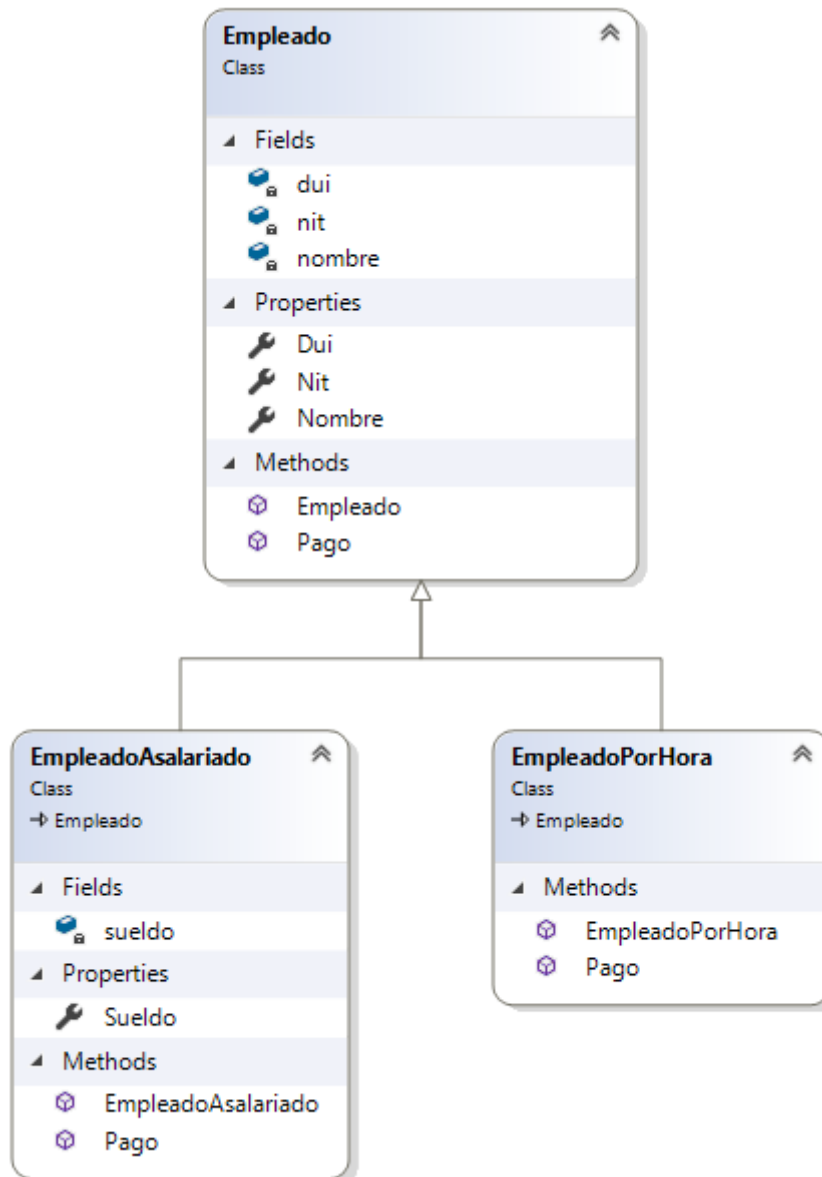 Empleado
Class
Fields
dui
nit
nombre
Properties
Dui
Nit
Nombre
Methods
Empleado
Pago
EmpleadoAsalariado
Class
Empleado
Fields
sueldo
Properties
Sueldo
Methods
EmpleadoAsalariado
Pago
EmpleadoPorHora
Class
Empleado
Methods
EmpleadoPorHora
Pago